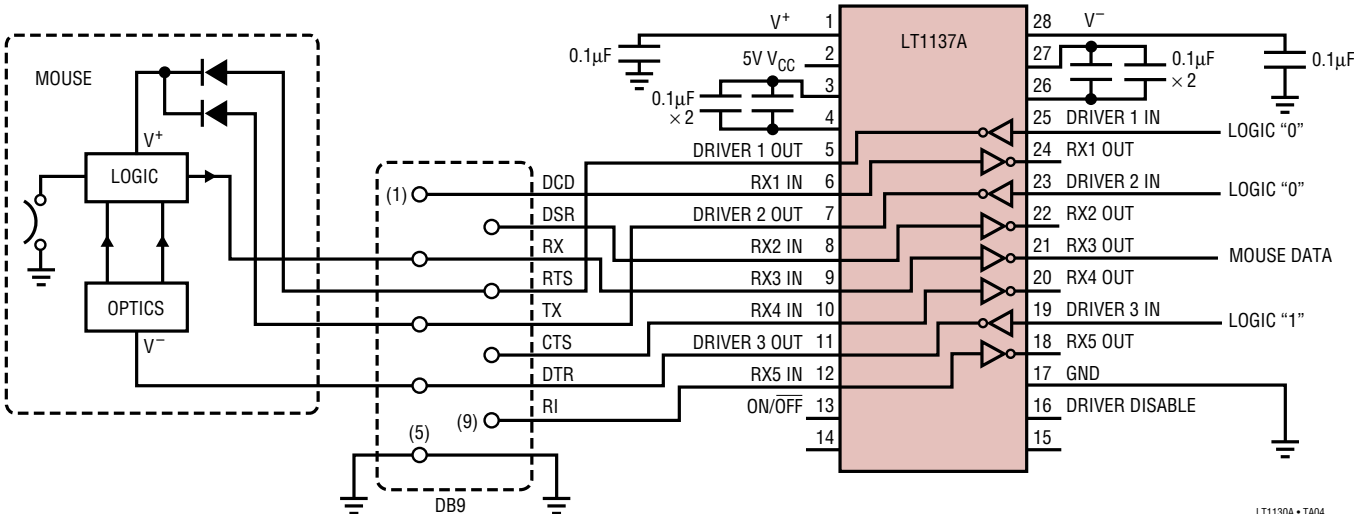 MOUSE
V+
LOGIC
OPTICS
V−
(1)
DCD
DSR
RX
RTS
TX
CTS
DTR
RI
(9)
(5)
DB9
LT1137A
0.1µF
V+ 1
5V VCC 2
0.1µF
× 2
3
4
DRIVER 1 OUT 5
RX1 IN 6
DRIVER 2 OUT 7
RX2 IN 8
RX3 IN 9
RX4 IN 10
DRIVER 3 OUT 11
RX5 IN 12
ON/O̅F̅F̅ 13
14
28 V−
0.1µF
27
0.1µF
× 2
26
25 DRIVER 1 IN LOGIC “0”
24 RX1 OUT
23 DRIVER 2 IN LOGIC “0”
22 RX2 OUT
21 RX3 OUT MOUSE DATA
20 RX4 OUT
19 DRIVER 3 IN LOGIC “1”
18 RX5 OUT
17 GND
16 DRIVER DISABLE
15
LT1130A • TA04